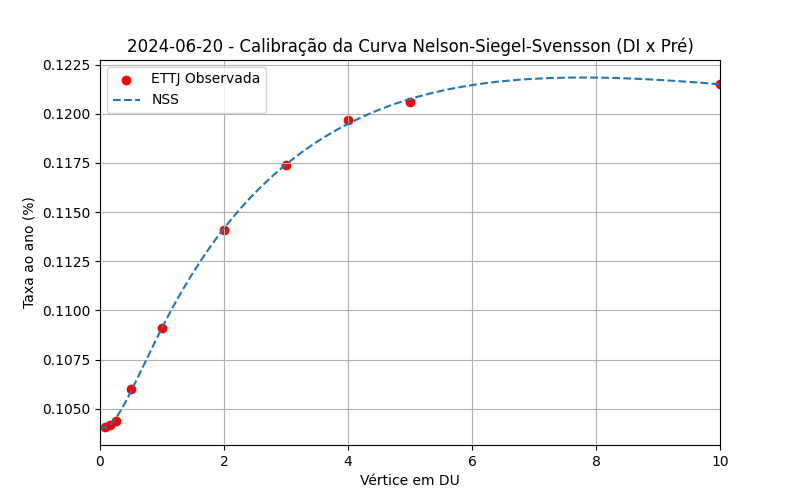 2024-06-20 - Calibração da Curva Nelson-Siegel-Svensson (DI x Pré)
ETTJ Observada
NSS
Taxa ao ano (%)
0.1225
0.1200
0.1175
0.1150
0.1125
0.1100
0.1075
0.1050
0 2 4 6 8 10
Vértice em DU